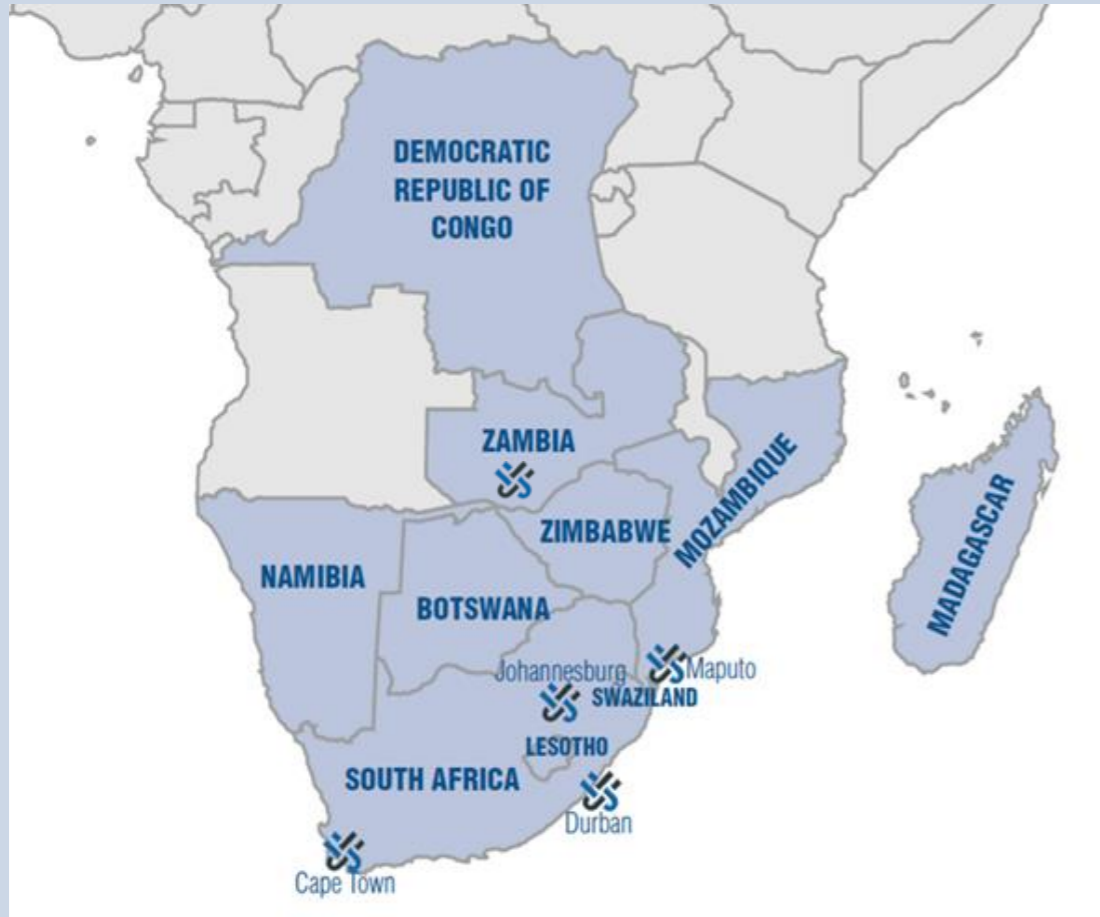 DEMOCRATIC
REPUBLIC OF
CONGO
ZAMBIA
ZIMBABWE
MOZAMBIQUE
NAMIBIA
MADAGASCAR
BOTSWANA
Johannesburg
Maputo
SWAZILAND
LESOTHO
SOUTH AFRICA
Durban
Cape Town